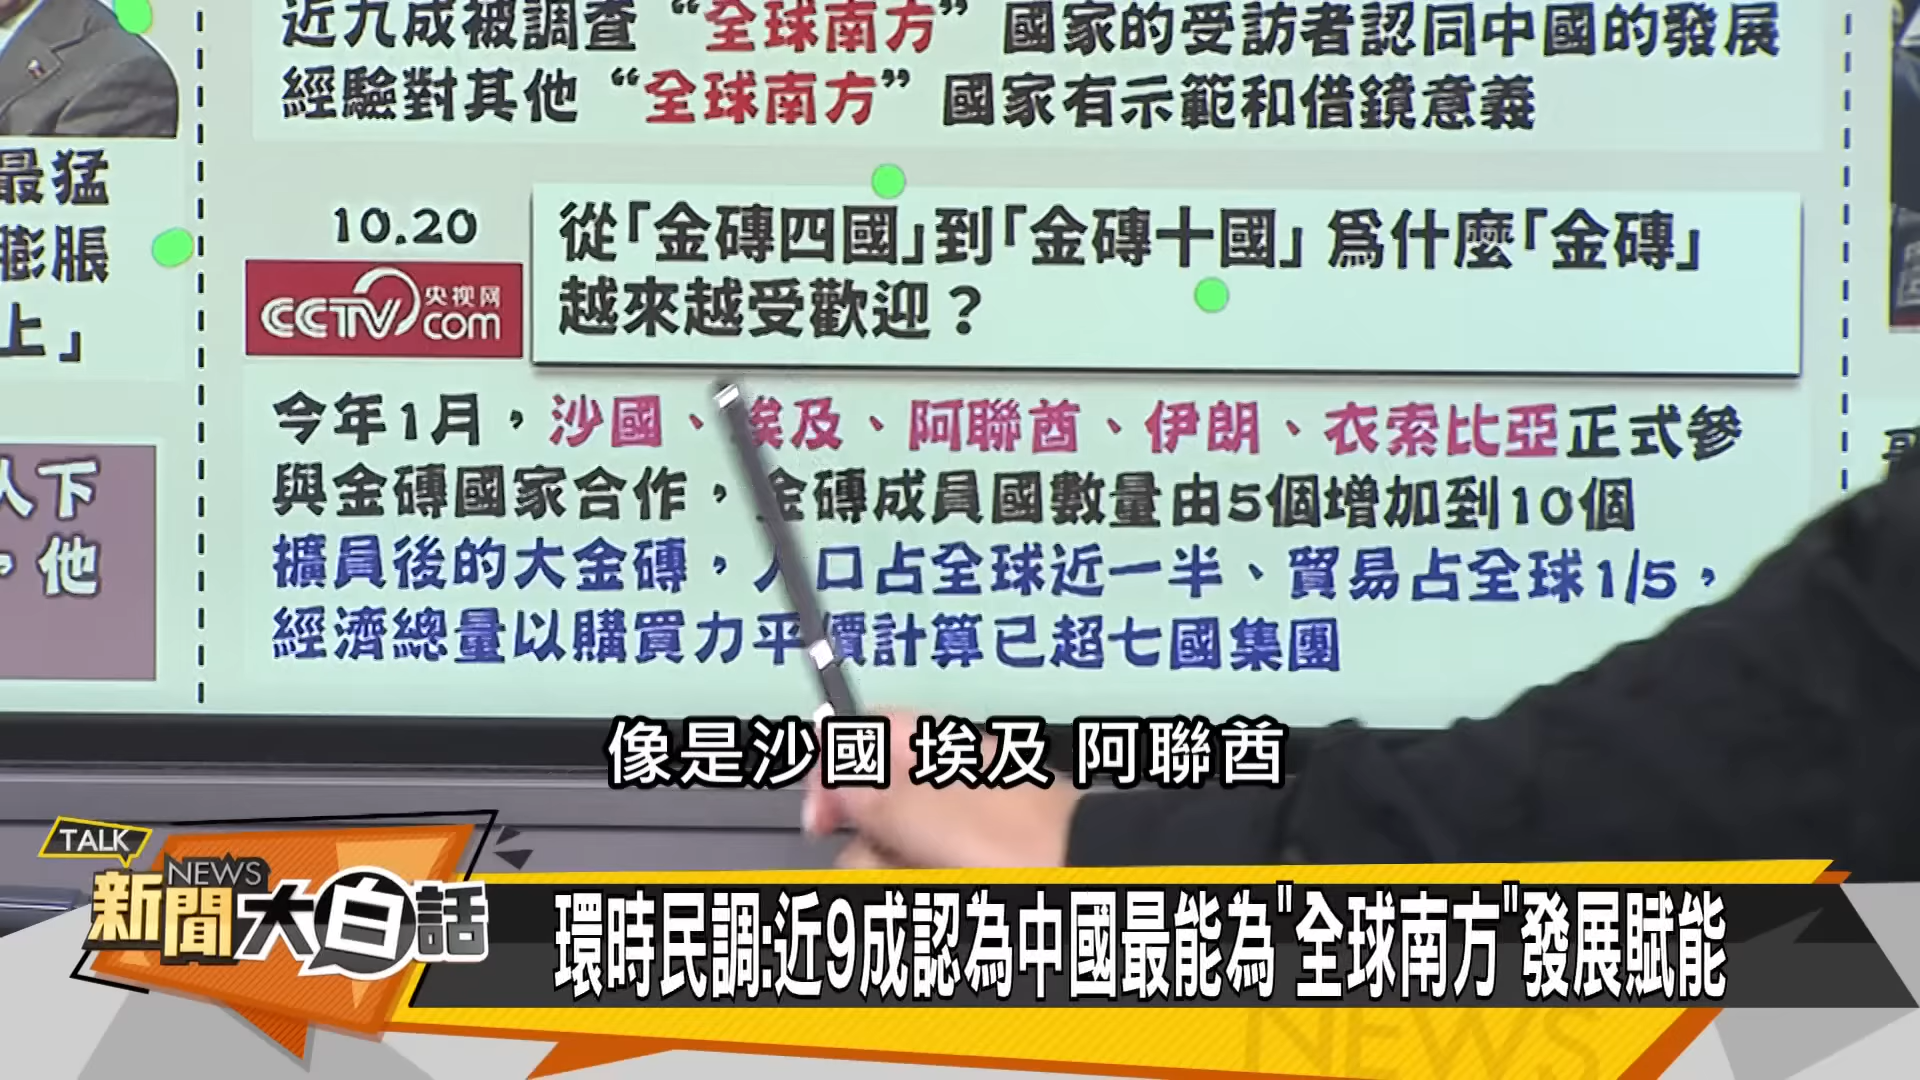 近九成被調查“全球南方”國家的受訪者認同中國的發展
經驗對其他“全球南方”國家有示範和借鏡意義
最猛
膨脹
上」
10.20
CCTV 央视网
com
從「金磚四國」到「金磚十國」爲什麼「金磚」
越來越受歡迎？
今年1月，沙國、埃及、阿聯酋、伊朗、衣索比亞正式參
與金磚國家合作，金磚成員國數量由5個增加到10個
擴員後的大金磚，人口占全球近一半、貿易占全球1/5，
經濟總量以購買力平價計算已超七國集團
人下
，他
像是沙國 埃及 阿聯酋
TALK
NEWS
新聞大白話
環時民調:近9成認為中國最能為"全球南方"發展賦能
NEWS